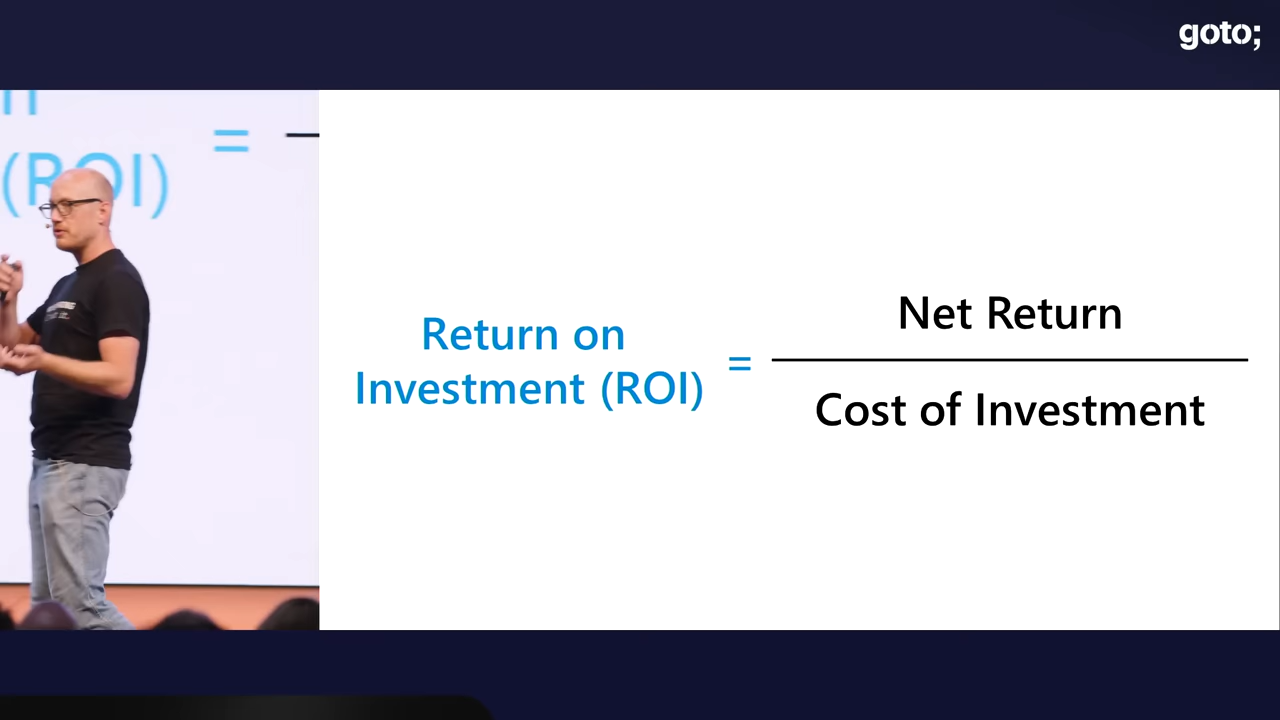 goto;
(ROI)
=
Return on
Investment (ROI)
=
Net Return
Cost of Investment